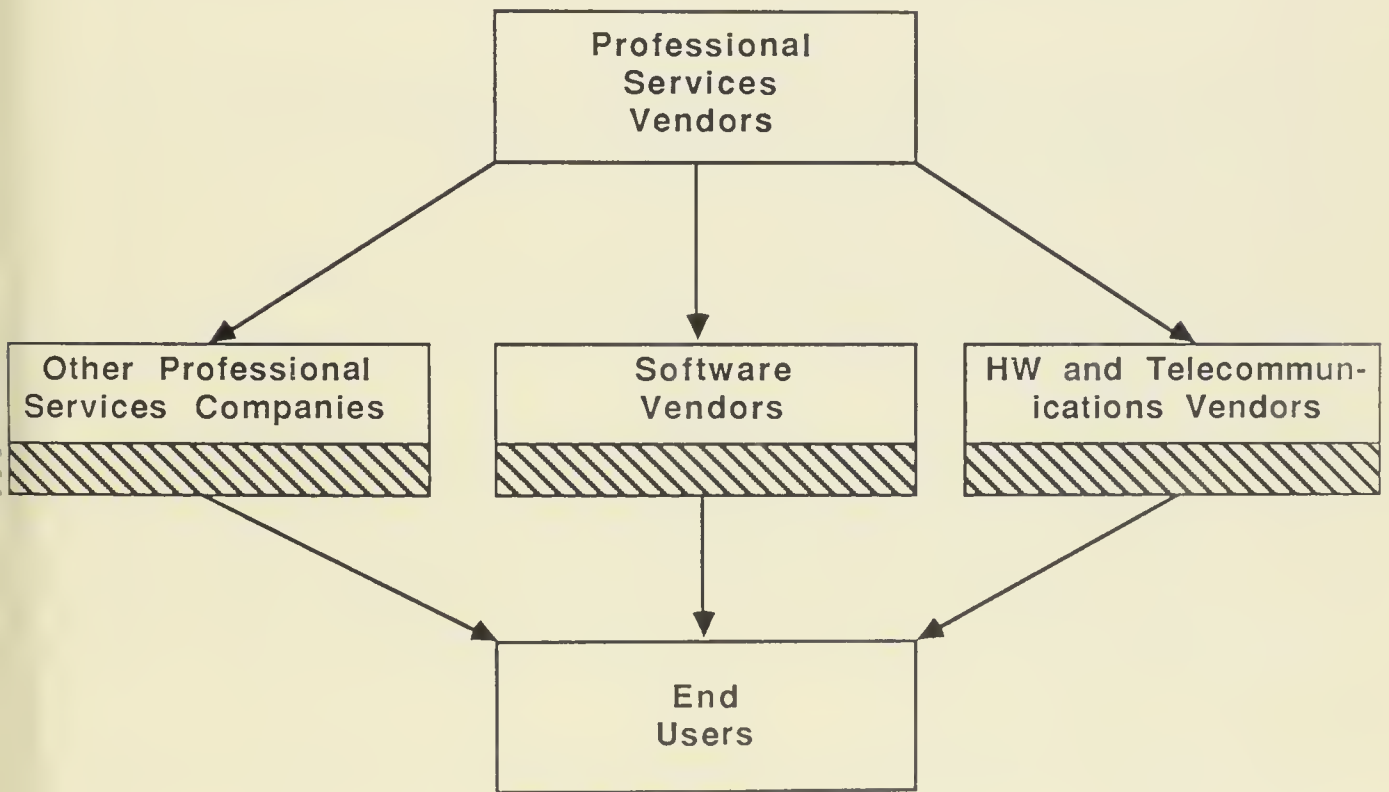 Professional
Services
Vendors
Other Professional
Services Companies
Software
Vendors
HW and Telecommun-
ications Vendors
End
Users